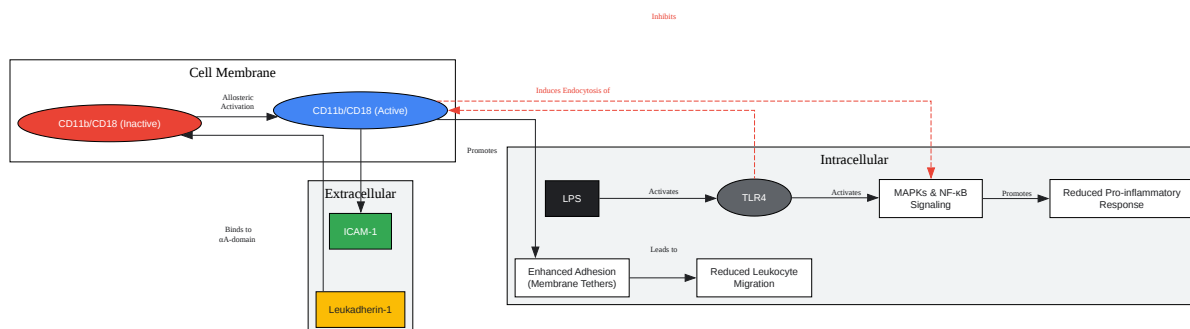 Inhibits
Cell Membrane
Allosteric
Activation
CD11b/CD18 (Inactive)
CD11b/CD18 (Active)
Induces Endocytosis of
Promotes
Extracellular
ICAM-1
Binds to
αA-domain
Leukadherin-1
Intracellular
LPS
Activates
TLR4
Activates
MAPKs & NF-κB
Signaling
Promotes
Reduced Pro-inflammatory
Response
Enhanced Adhesion
(Membrane Tethers)
Leads to
Reduced Leukocyte
Migration